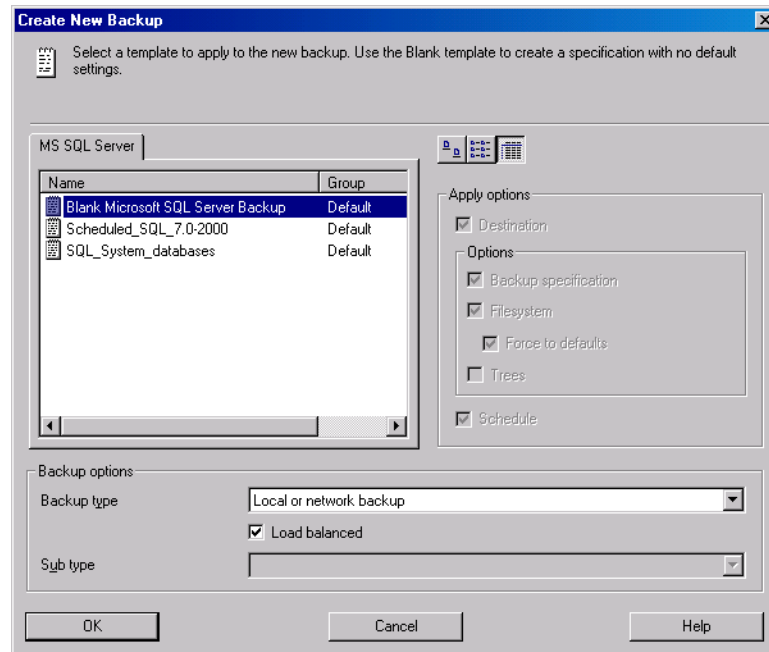 Create New Backup
Select a template to apply to the new backup. Use the Blank template to create a specification with no default
settings.
MS SQL Server
Name Group
Blank Microsoft SQL Server Backup Default
Scheduled_SQL_7.0-2000 Default
SQL_System_databases Default
Apply options
Destination
Options
Backup specification
Filesystem
Force to defaults
Trees
Schedule
Backup options
Backup type Local or network backup
Load balanced
Sub type
OK Cancel Help